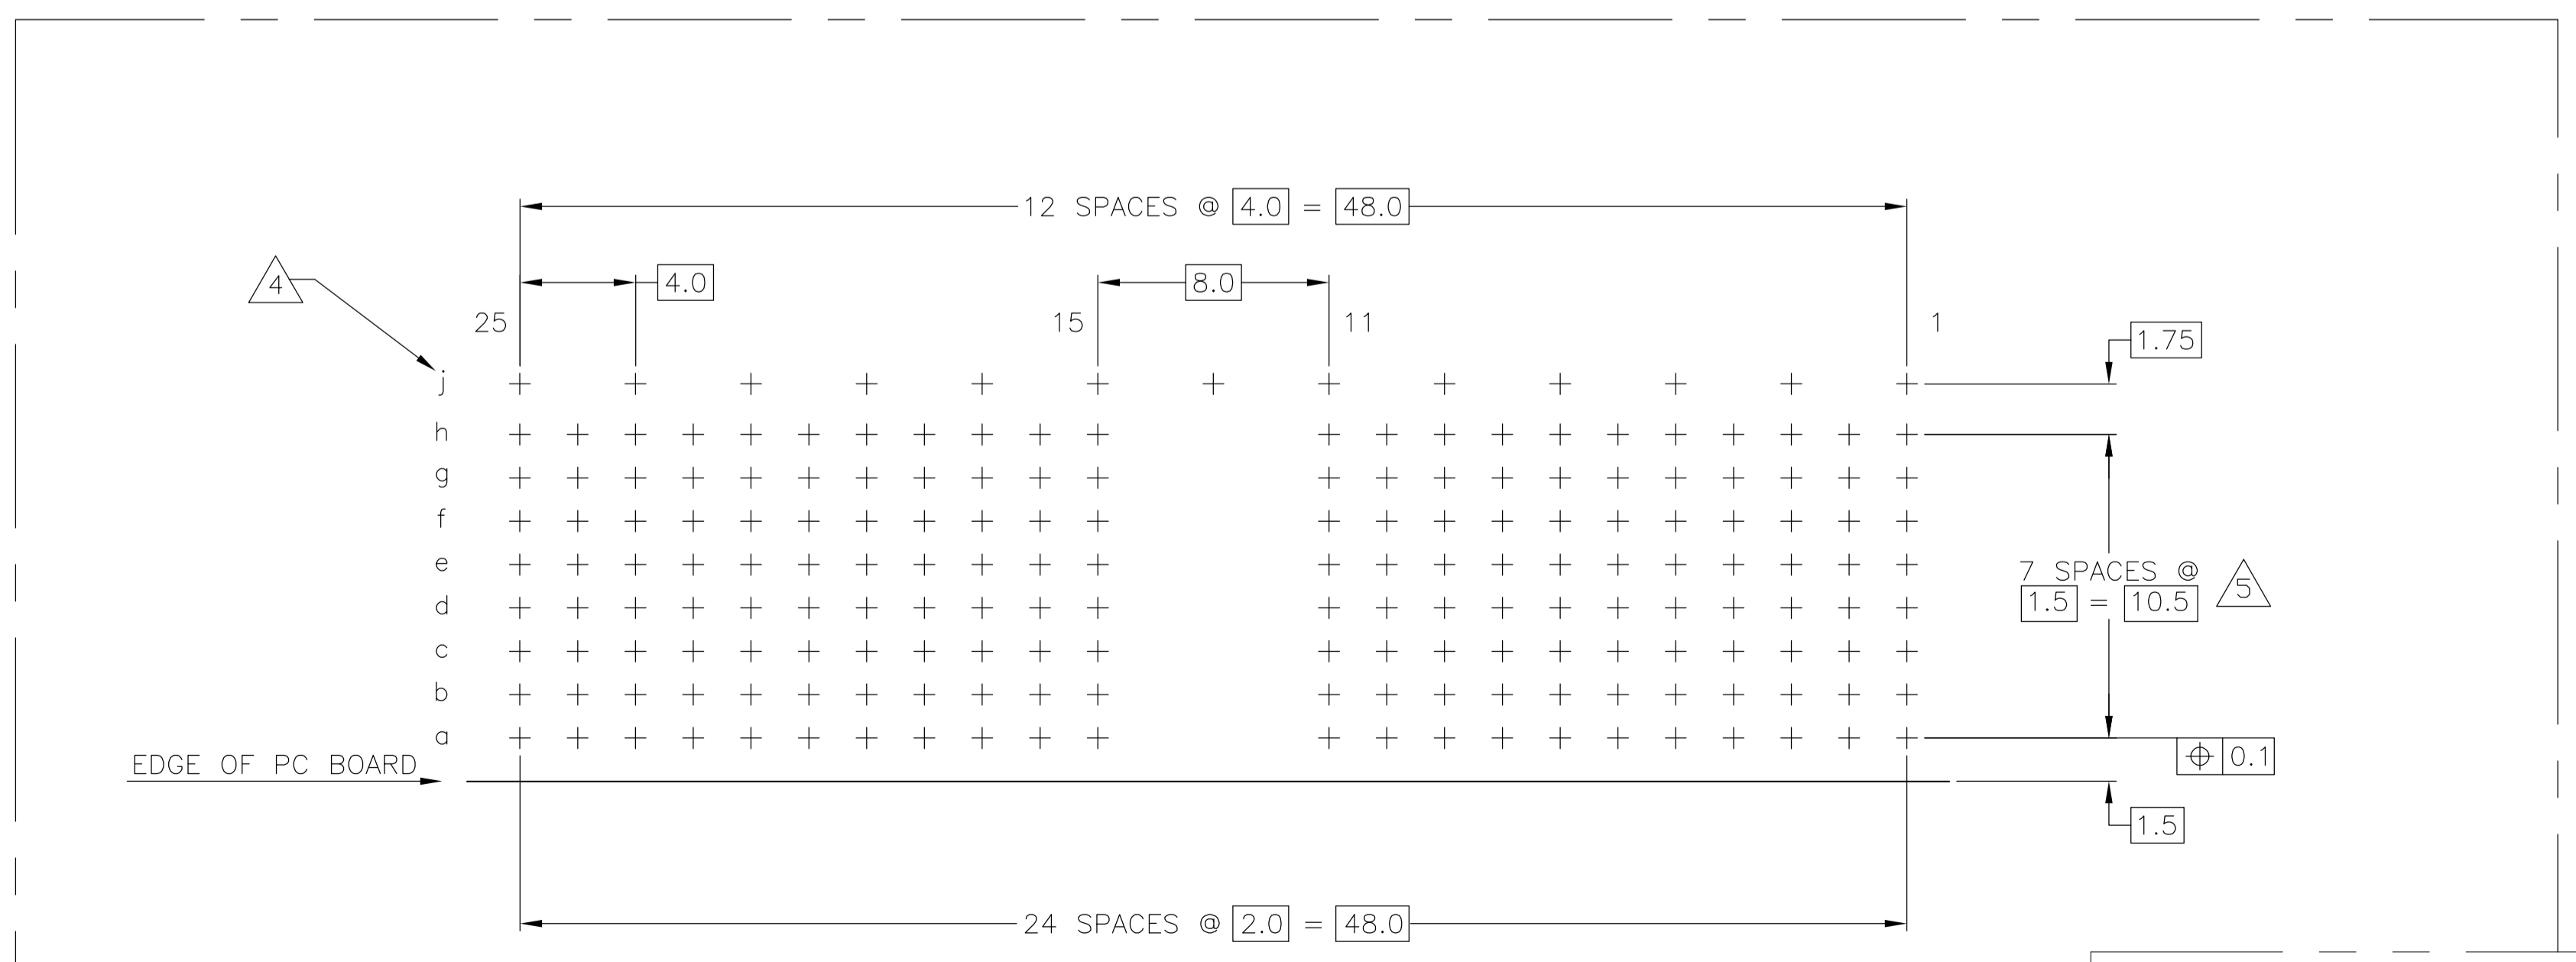 12 SPACES @ 4.0 = 48.0
4
4.0
8.0
25
15
11
1
1.75
j
h
g
f
e
7 SPACES @
1.5 = 10.5
5
d
c
b
a
EDGE OF PC BOARD
⌖ 0.1
1.5
24 SPACES @ 2.0 = 48.0